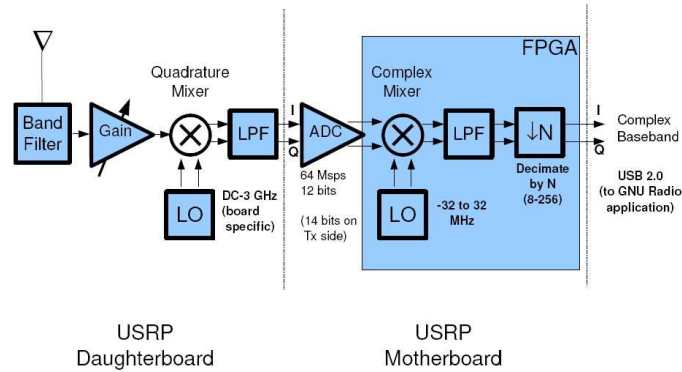 FPGA
Quadrature
Mixer
Complex
Mixer
Band
Filter
Gain
LPF
I
Q
ADC
LPF
↓N
I
Q
Complex
Baseband
LO
DC-3 GHz
(board
specific)
64 Msps
12 bits
(14 bits on
Tx side)
LO
-32 to 32
MHz
Decimate
by N
(8-256)
USB 2.0
(to GNU Radio
application)
USRP
Daughterboard
USRP
Motherboard